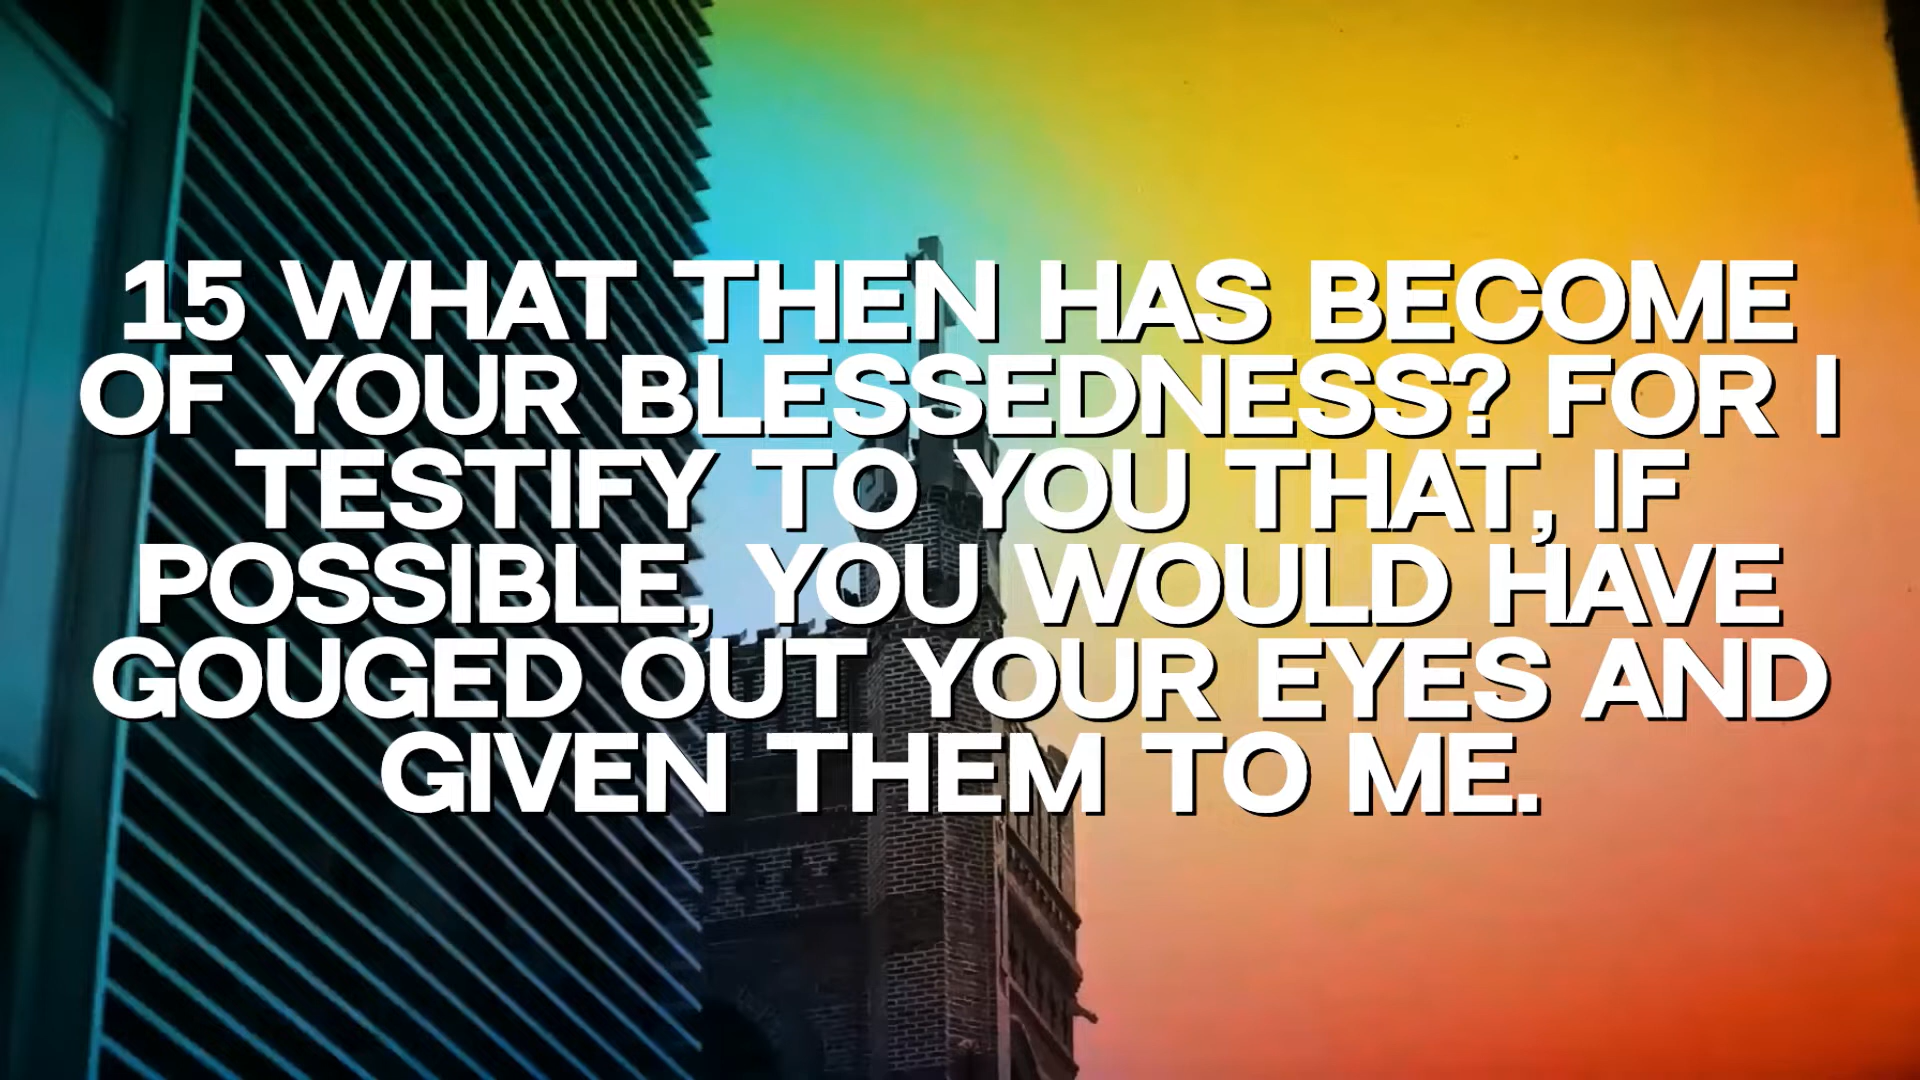 15 WHAT THEN HAS BECOME
OF YOUR BLESSEDNESS? FOR I
TESTIFY TO YOU THAT, IF
POSSIBLE, YOU WOULD HAVE
GOUGED OUT YOUR EYES AND
GIVEN THEM TO ME.